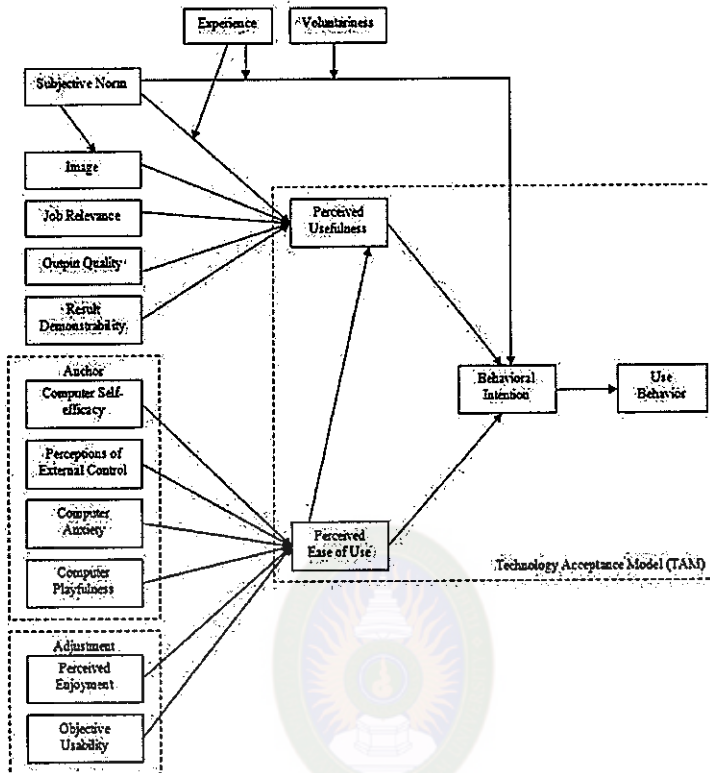 Experience
Voluntariness
Subjective Norm
Image
Job Relevance
Output Quality
Result
Demonstrability
Perceived
Usefulness
Anchor
Computer Self-
efficacy
Perceptions of
External Control
Computer
Anxiety
Computer
Playfulness
Behavioral
Intention
Use
Behavior
Perceived
Ease of Use
Technology Acceptance Model (TAM)
Adjustment
Perceived
Enjoyment
Objective
Usability